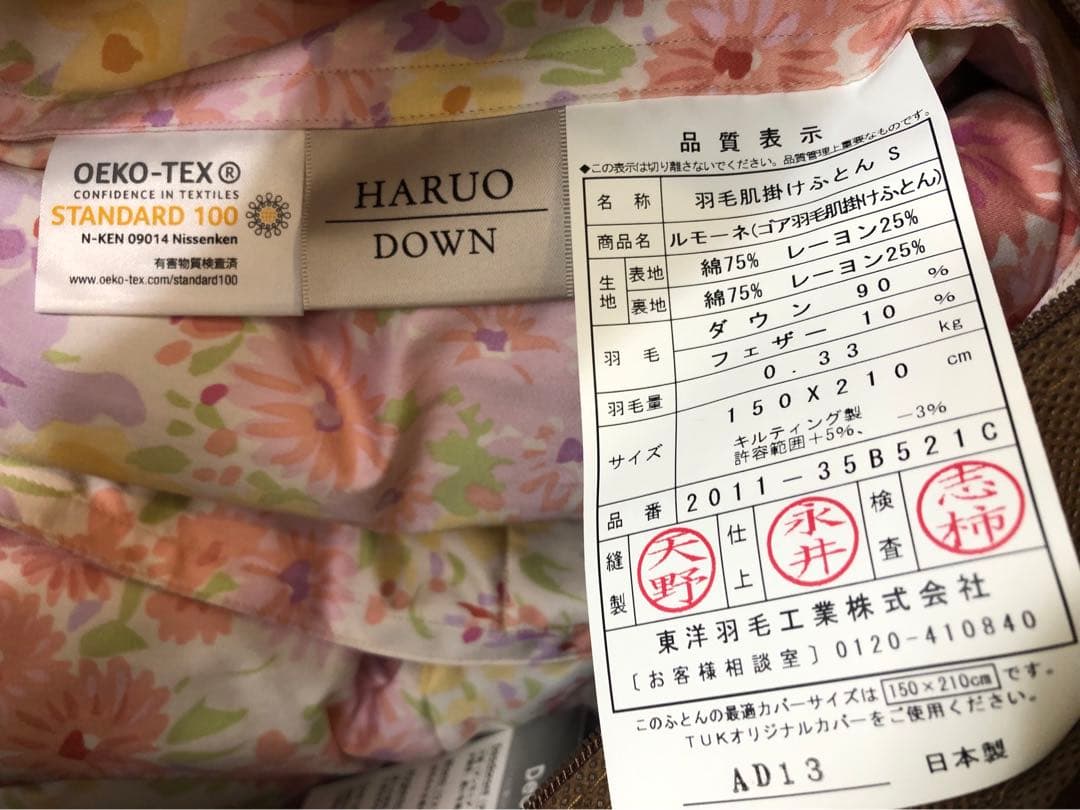 OEKO-TEX®
CONFIDENCE IN TEXTILES
STANDARD 100
N-KEN 09014 Nissenken
有害物質検査済
www.oeko-tex.com/standard100
HARUO
DOWN
品質表示
◆この表示は切り離さないでください。品質管理上重要なものです。
名称 羽毛肌掛けふとん S
商品名 ルモーネ(ゴア羽毛肌掛けふとん)
生地 表地 綿75% レーヨン25%
裏地 綿75% レーヨン25%
羽毛 ダウン 90 %
フェザー 10 %
羽毛量 0.33 kg
サイズ 150X210 cm
キルティング製
許容範囲+5%、 -3%
品番 2011-35B521C
縫製 天野 仕上 永井 検査 志柿
東洋羽毛工業株式会社
[お客様相談室] 0120-410840
このふとんの最適カバーサイズは 150×210cm です。
TUKオリジナルカバーをご使用ください。
AD13 日本製